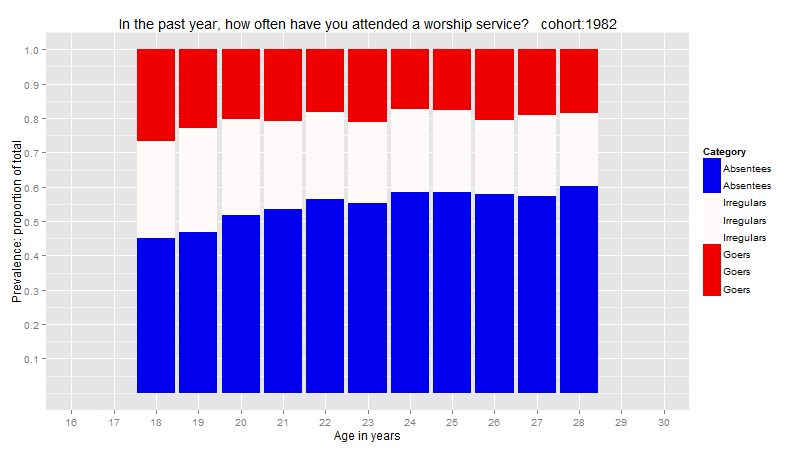 In the past year, how often have you attended a worship service?   cohort:1982
Prevalence: proportion of total
1.0
0.9
0.8
0.7
0.6
0.5
0.4
0.3
0.2
0.1
16 17 18 19 20 21 22 23 24 25 26 27 28 29 30
Age in years
Category
Absentees
Absentees
Irregulars
Irregulars
Irregulars
Goers
Goers
Goers